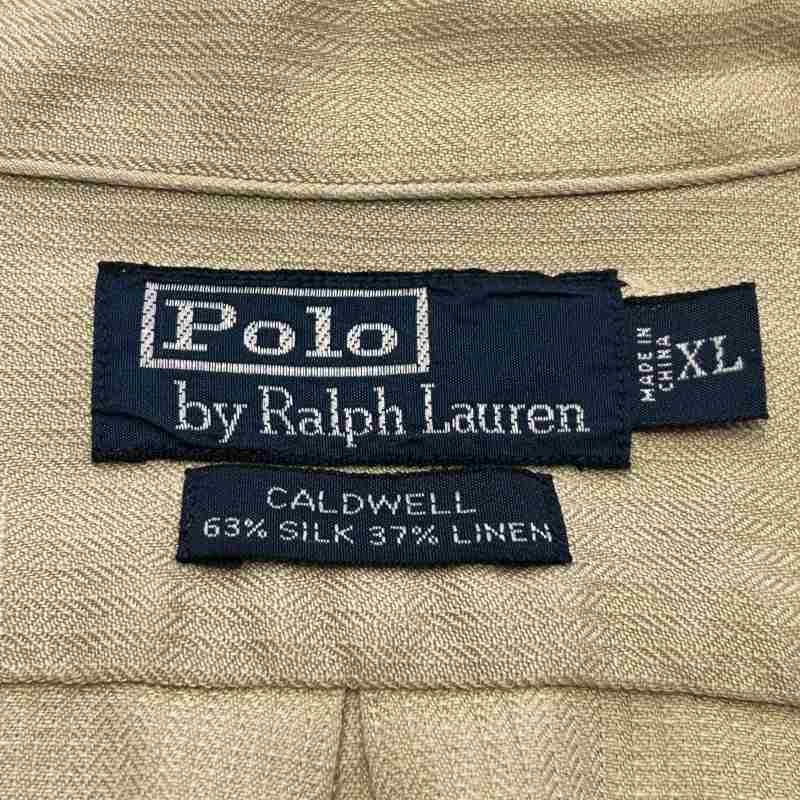 Polo
by Ralph Lauren
MADE IN
CHINA
XL
CALDWELL
63% SILK 37% LINEN